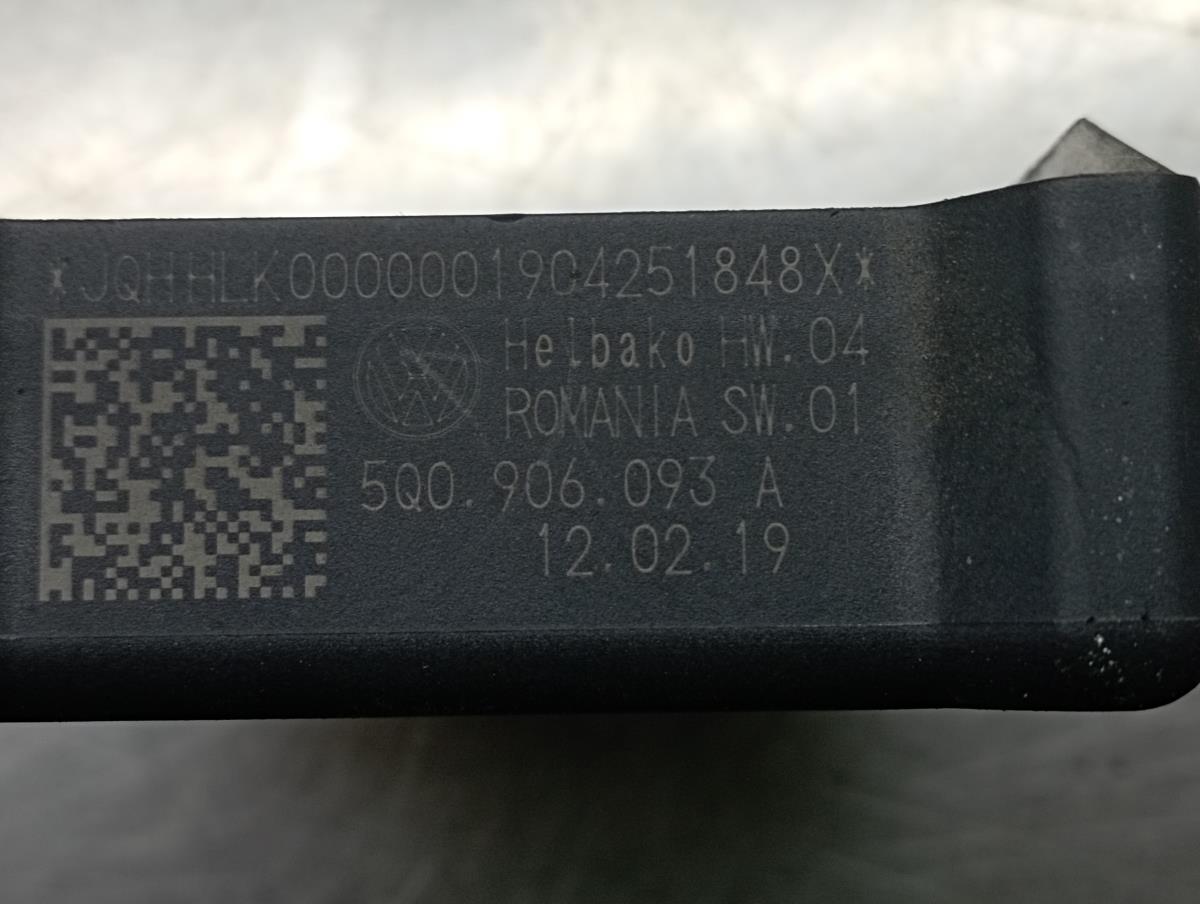 *JQHHLK0000001904251848X*
Helbako HW.04
ROMANIA SW.01
5Q0.906.093 A
12.02.19